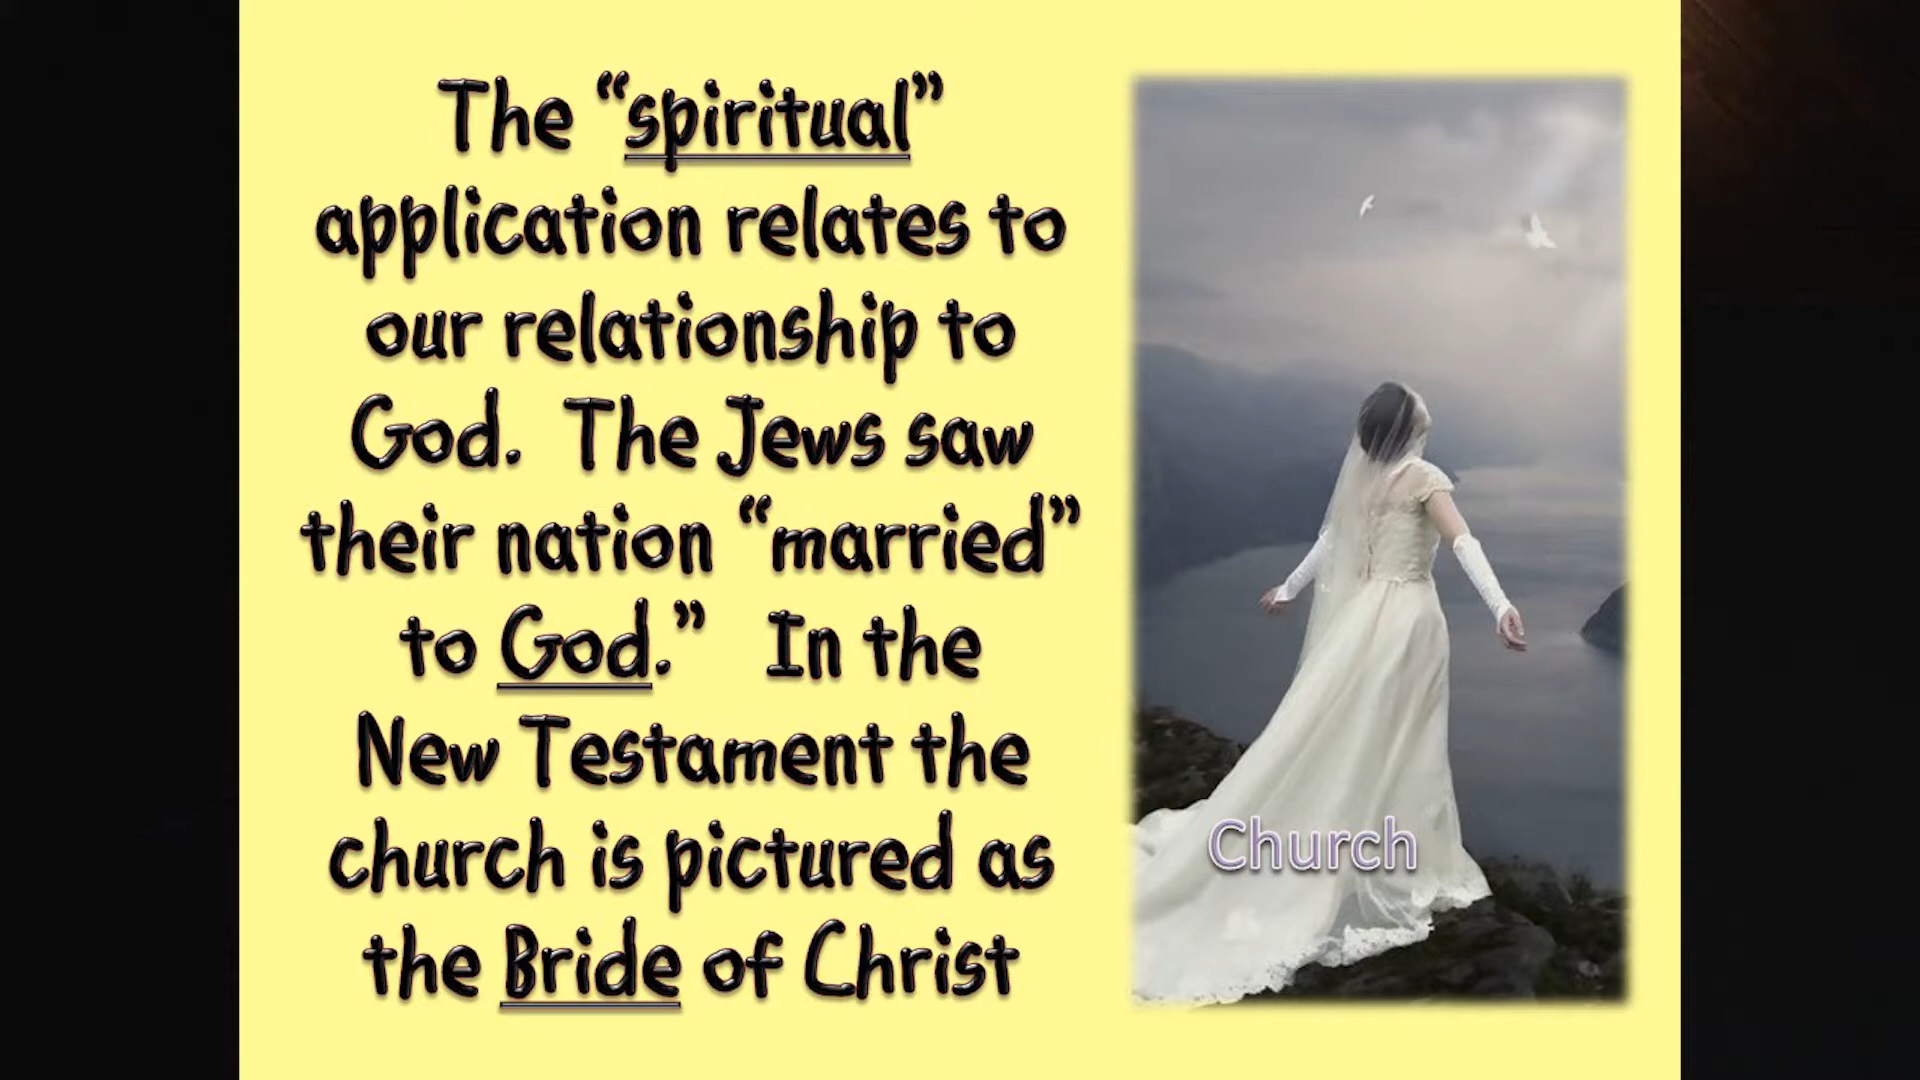 The “spiritual”
application relates to
our relationship to
God.  The Jews saw
their nation “married”
to God.”   In the
New Testament the
church is pictured as
the Bride of Christ
Church